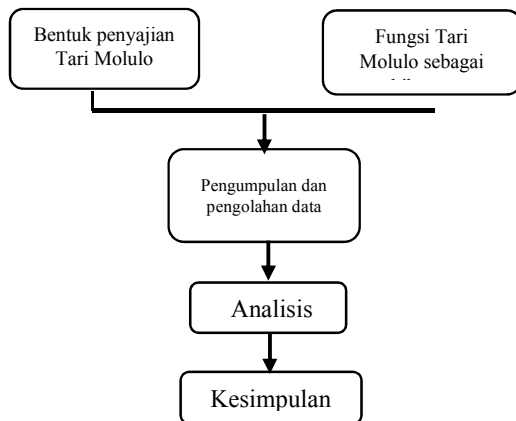 Bentuk penyajian
Tari Molulo
Fungsi Tari
Molulo sebagai
Pengumpulan dan
pengolahan data
Analisis
Kesimpulan